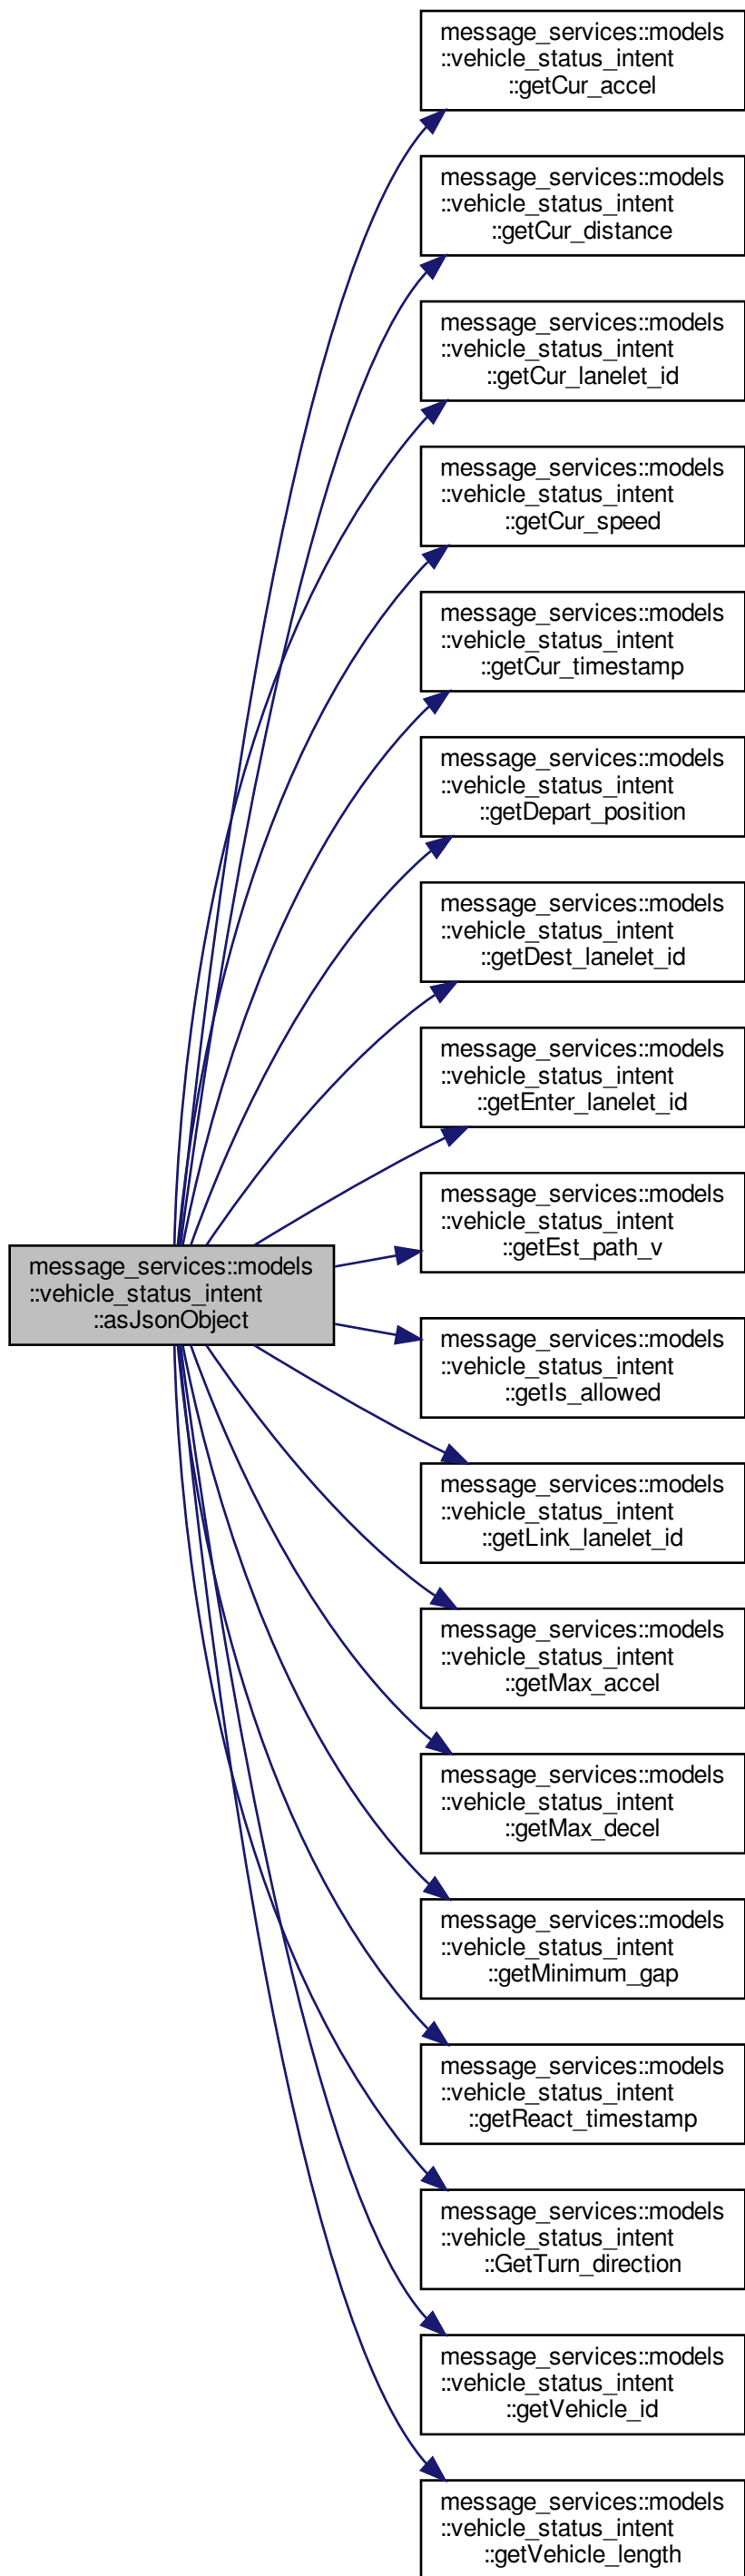 message_services::models
::vehicle_status_intent
::getCur_accel
message_services::models
::vehicle_status_intent
::getCur_distance
message_services::models
::vehicle_status_intent
::getCur_lanelet_id
message_services::models
::vehicle_status_intent
::getCur_speed
message_services::models
::vehicle_status_intent
::getCur_timestamp
message_services::models
::vehicle_status_intent
::getDepart_position
message_services::models
::vehicle_status_intent
::getDest_lanelet_id
message_services::models
::vehicle_status_intent
::getEnter_lanelet_id
message_services::models
::vehicle_status_intent
::getEst_path_v
message_services::models
::vehicle_status_intent
::asJsonObject
message_services::models
::vehicle_status_intent
::getIs_allowed
message_services::models
::vehicle_status_intent
::getLink_lanelet_id
message_services::models
::vehicle_status_intent
::getMax_accel
message_services::models
::vehicle_status_intent
::getMax_decel
message_services::models
::vehicle_status_intent
::getMinimum_gap
message_services::models
::vehicle_status_intent
::getReact_timestamp
message_services::models
::vehicle_status_intent
::GetTurn_direction
message_services::models
::vehicle_status_intent
::getVehicle_id
message_services::models
::vehicle_status_intent
::getVehicle_length